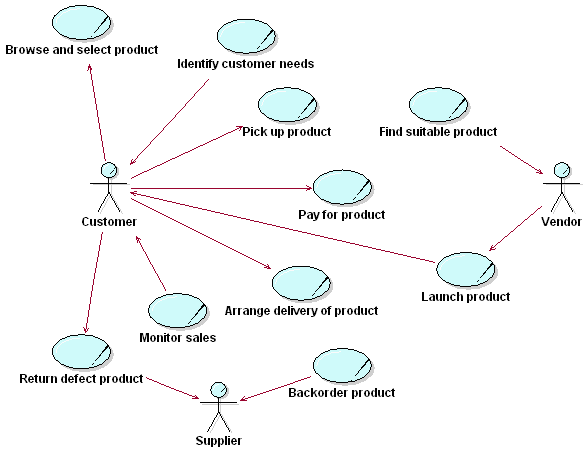 Browse and select product
Identify customer needs
Pick up product
Find suitable product
Customer
Pay for product
Vendor
Launch product
Arrange delivery of product
Monitor sales
Return defect product
Backorder product
Supplier